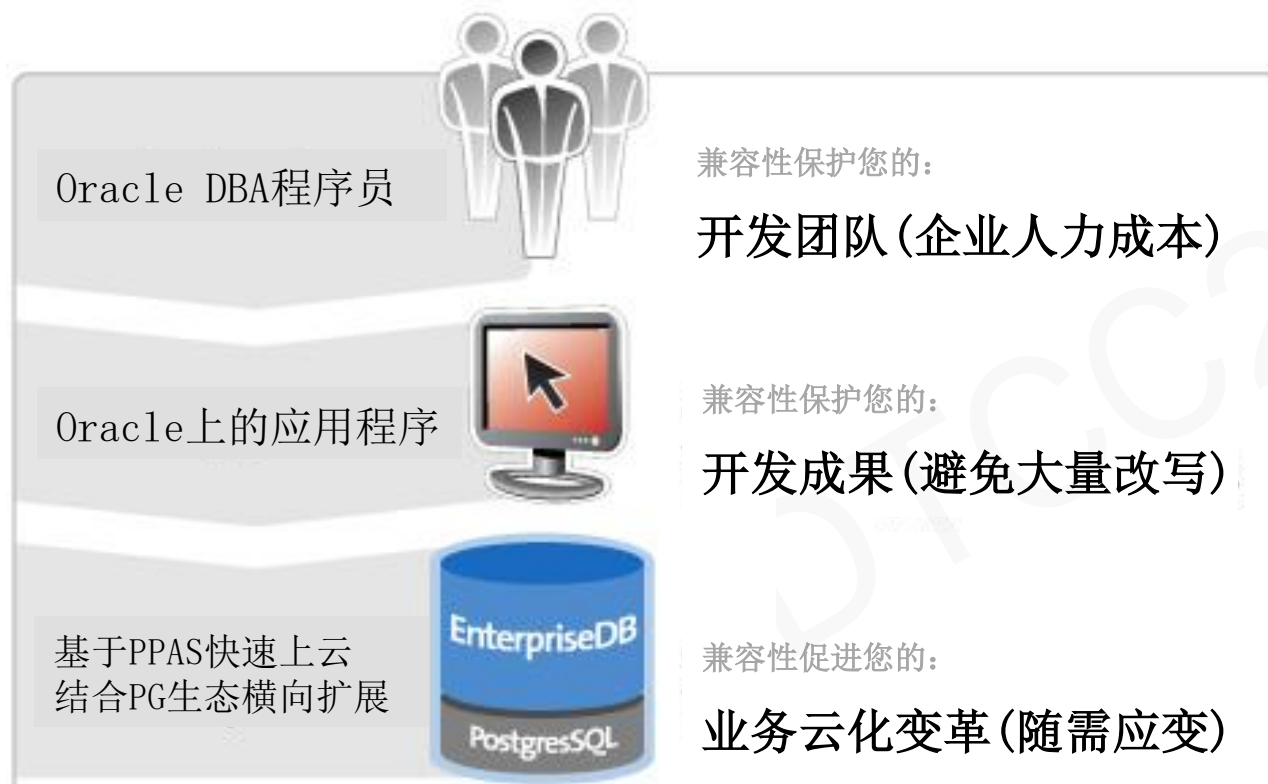 Oracle DBA程序员
兼容性保护您的：
开发团队(企业人力成本)
Oracle上的应用程序
兼容性保护您的：
开发成果(避免大量改写)
基于PPAS快速上云
结合PG生态横向扩展
EnterpriseDB
PostgresSQL
兼容性促进您的：
业务云化变革(随需应变)